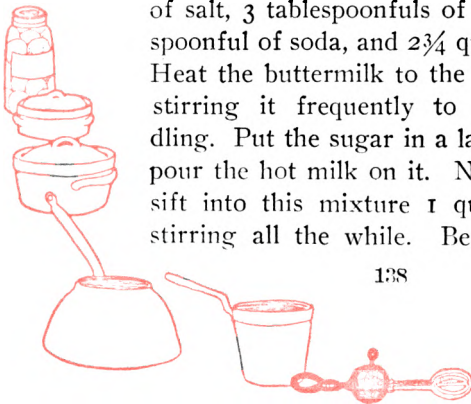 of salt, 3 tablespoonfuls of
spoonful of soda, and 2¾ q
Heat the buttermilk to the
stirring it frequently to
dling. Put the sugar in a la
pour the hot milk on it. N
sift into this mixture 1 qu
stirring all the while. Be
138